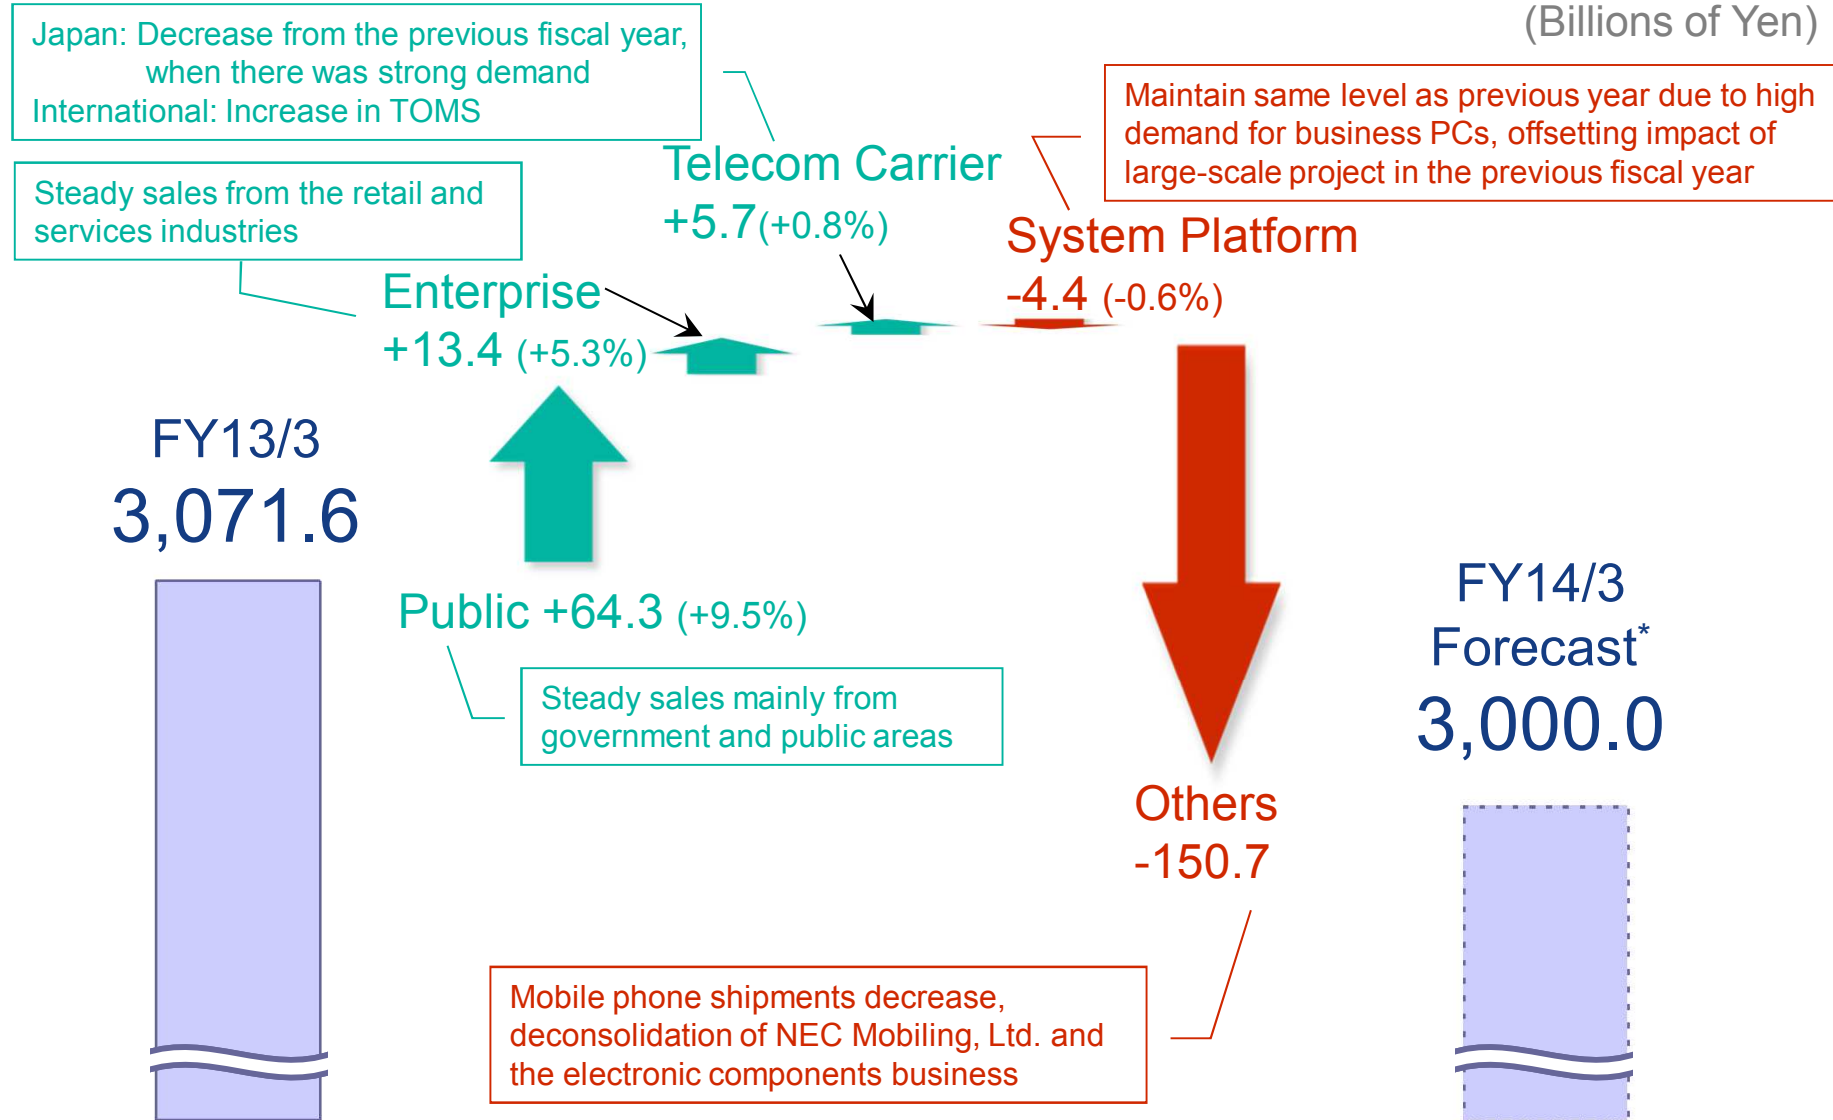 (Billions of Yen)
Japan: Decrease from the previous fiscal year,
when there was strong demand
International: Increase in TOMS
Maintain same level as previous year due to high
demand for business PCs, offsetting impact of
large-scale project in the previous fiscal year
Steady sales from the retail and
services industries
Telecom Carrier
+5.7(+0.8%)
System Platform
-4.4 (-0.6%)
Enterprise
+13.4 (+5.3%)
FY13/3
3,071.6
Public +64.3 (+9.5%)
Steady sales mainly from
government and public areas
FY14/3
Forecast*
3,000.0
Others
-150.7
Mobile phone shipments decrease,
deconsolidation of NEC Mobiling, Ltd. and
the electronic components business